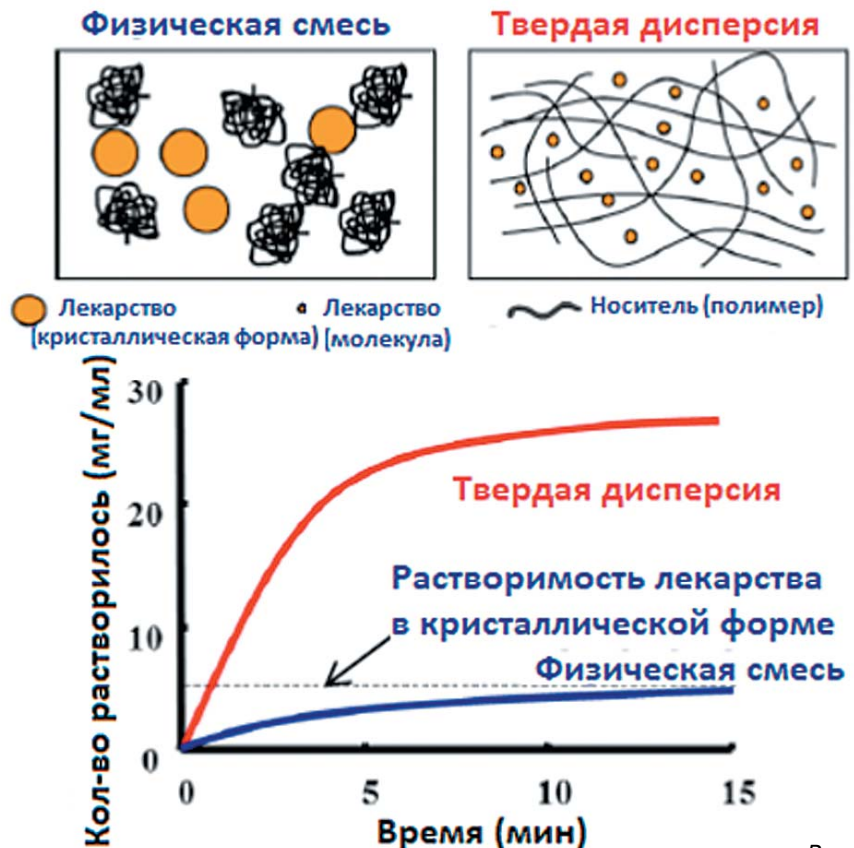 Физическая смесь
Твердая дисперсия
Лекарство
(кристаллическая форма)
Лекарство
(молекула)
Носитель (полимер)
Кол-во растворилось (мг/мл)
30
20
10
0
Твердая дисперсия
Растворимость лекарства
в кристаллической форме
Физическая смесь
0 5 10 15
Время (мин)